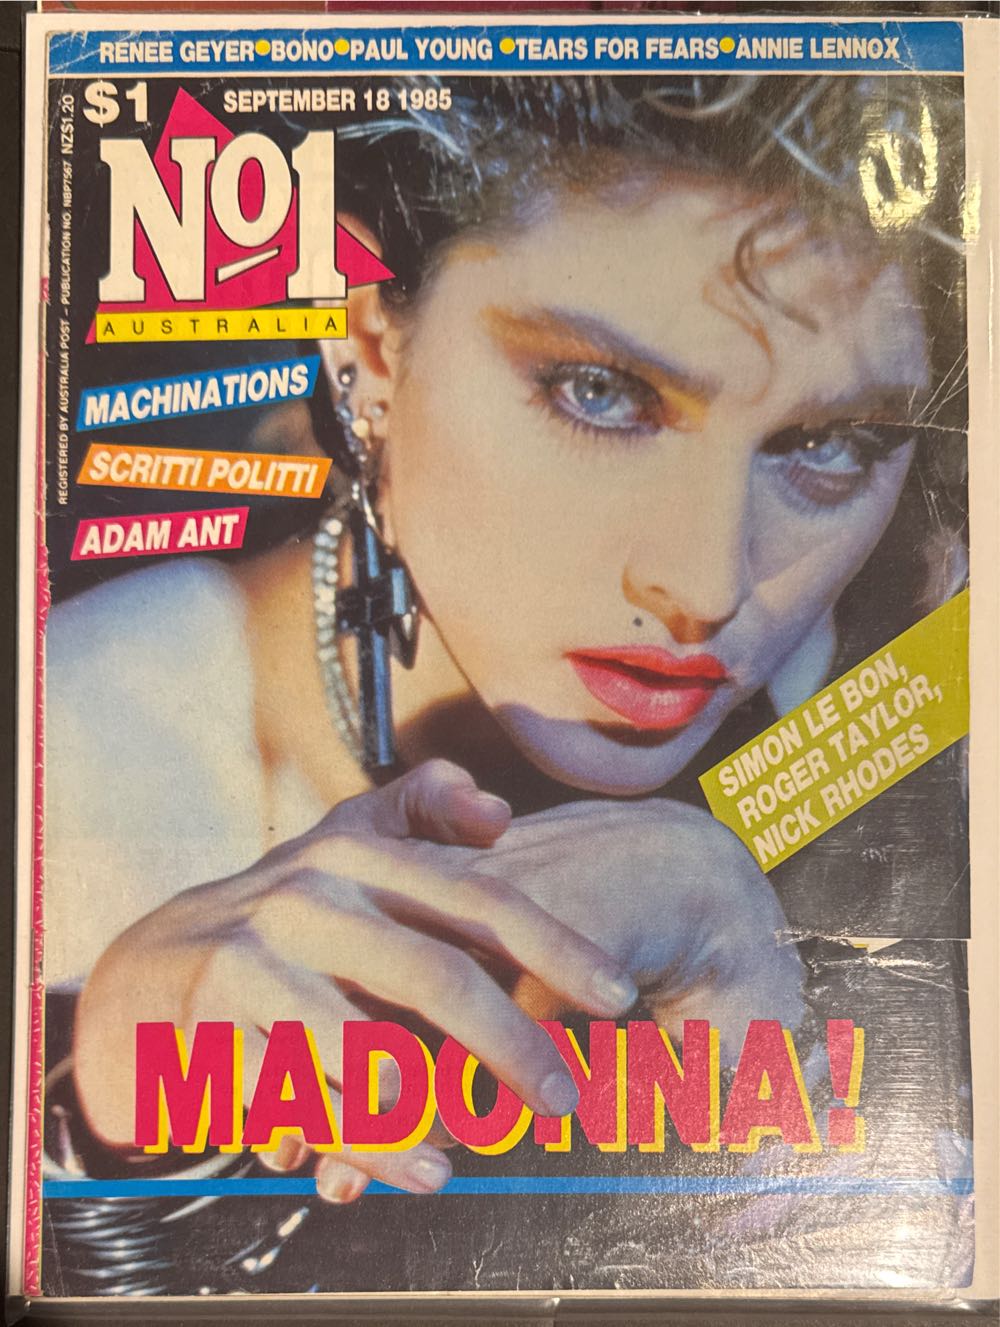 RENEE GEYER•BONO•PAUL YOUNG •TEARS FOR FEARS•ANNIE LENNOX
$1
SEPTEMBER 18 1985
No1
AUSTRALIA
REGISTERED BY AUSTRALIA POST – PUBLICATION NO. NBP7567 NZ$1.20
MACHINATIONS
SCRITTI POLITTI
ADAM ANT
SIMON LE BON,
ROGER TAYLOR,
NICK RHODES
MADONNA!